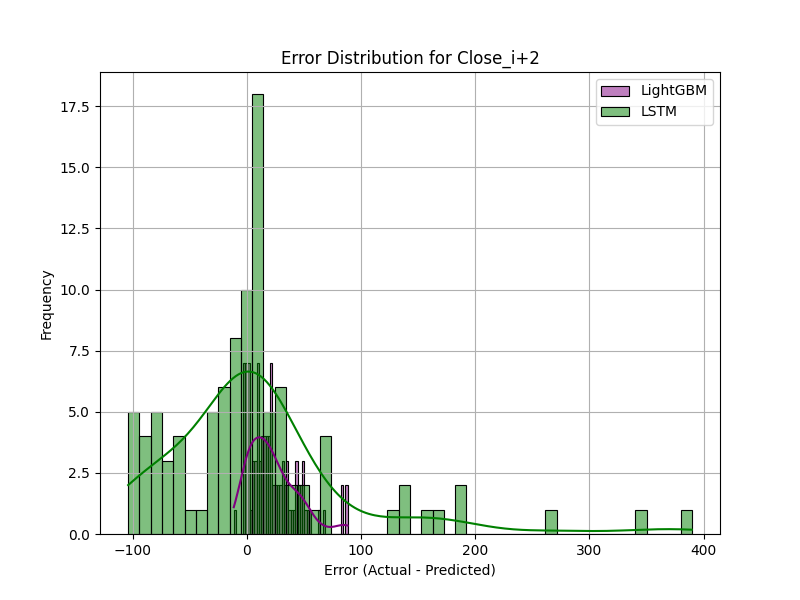 Error Distribution for Close_i+2
LightGBM
LSTM
17.5
15.0
12.5
10.0
7.5
5.0
2.5
0.0
Frequency
−100
0
100
200
300
400
Error (Actual - Predicted)